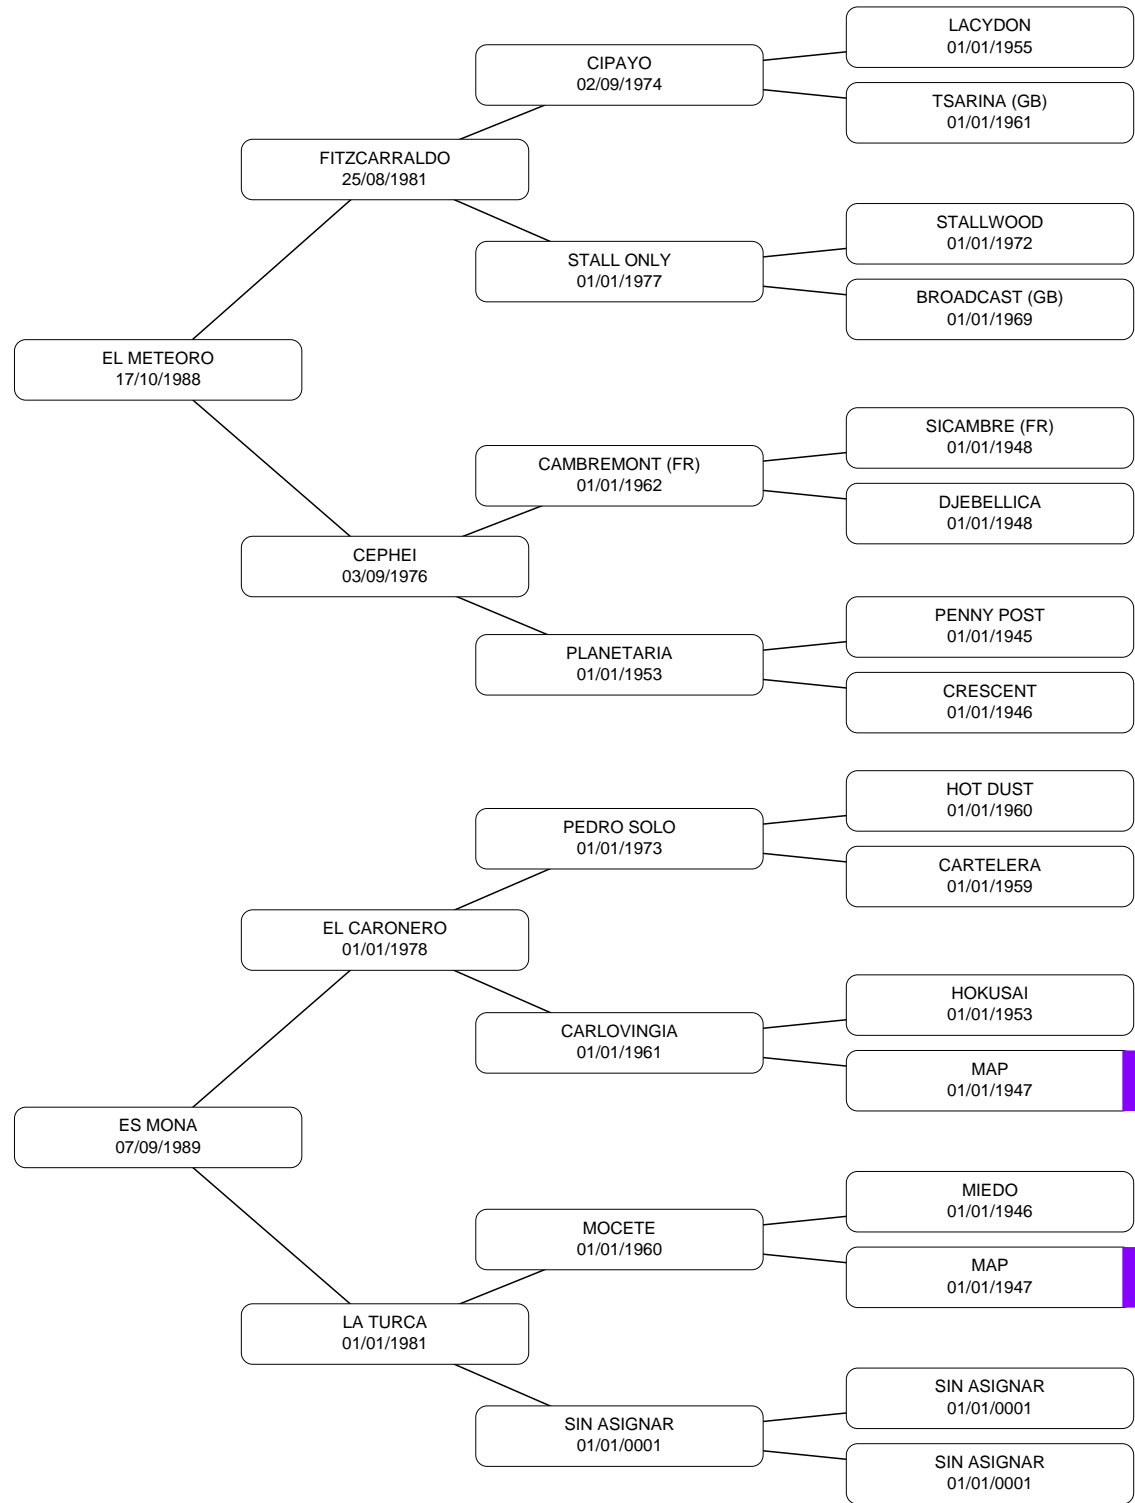 LACYDON
01/01/1955
CIPAYO
02/09/1974
TSARINA (GB)
01/01/1961
FITZCARRALDO
25/08/1981
STALLWOOD
01/01/1972
STALL ONLY
01/01/1977
BROADCAST (GB)
01/01/1969
EL METEORO
17/10/1988
SICAMBRE (FR)
01/01/1948
CAMBREMONT (FR)
01/01/1962
DJEBELLICA
01/01/1948
CEPHEI
03/09/1976
PENNY POST
01/01/1945
PLANETARIA
01/01/1953
CRESCENT
01/01/1946
HOT DUST
01/01/1960
PEDRO SOLO
01/01/1973
CARTELERA
01/01/1959
EL CARONERO
01/01/1978
HOKUSAI
01/01/1953
CARLOVINGIA
01/01/1961
MAP
01/01/1947
ES MONA
07/09/1989
MIEDO
01/01/1946
MOCETE
01/01/1960
MAP
01/01/1947
LA TURCA
01/01/1981
SIN ASIGNAR
01/01/0001
SIN ASIGNAR
01/01/0001
SIN ASIGNAR
01/01/0001